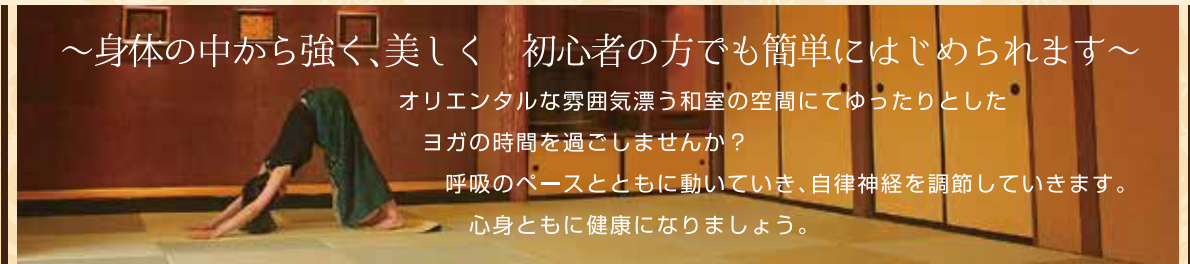 ～身体の中から強く、美しく　初心者の方でも簡単にはじめられます～
オリエンタルな雰囲気漂う和室の空間にてゆったりとした
ヨガの時間を過ごしませんか？
呼吸のペースとともに動いていき、自律神経を調節していきます。
心身ともに健康になりましょう。